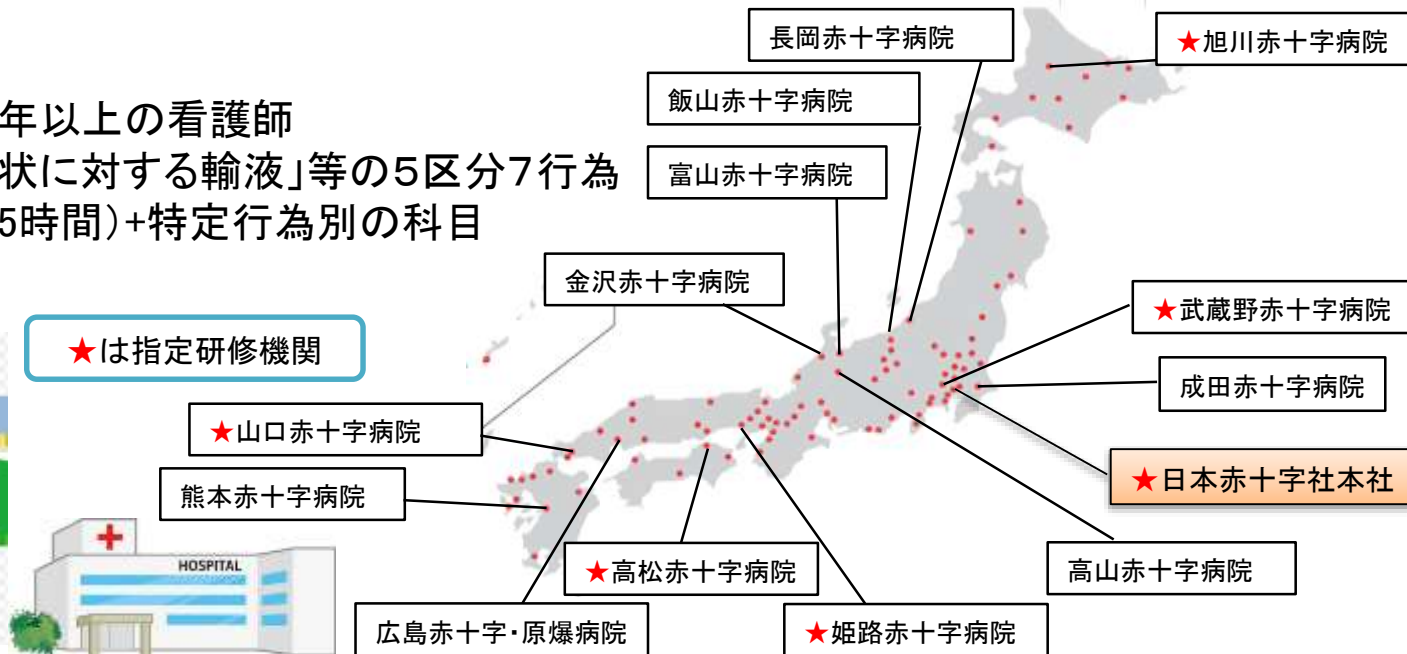 長岡赤十字病院
★旭川赤十字病院
飯山赤十字病院
年以上の看護師
状に対する輸液」等の5区分7行為
富山赤十字病院
5時間)+特定行為別の科目
金沢赤十字病院
★武蔵野赤十字病院
★は指定研修機関
成田赤十字病院
★山口赤十字病院
★日本赤十字社本社
熊本赤十字病院
HOSPITAL
★高松赤十字病院
高山赤十字病院
広島赤十字・原爆病院
★姫路赤十字病院